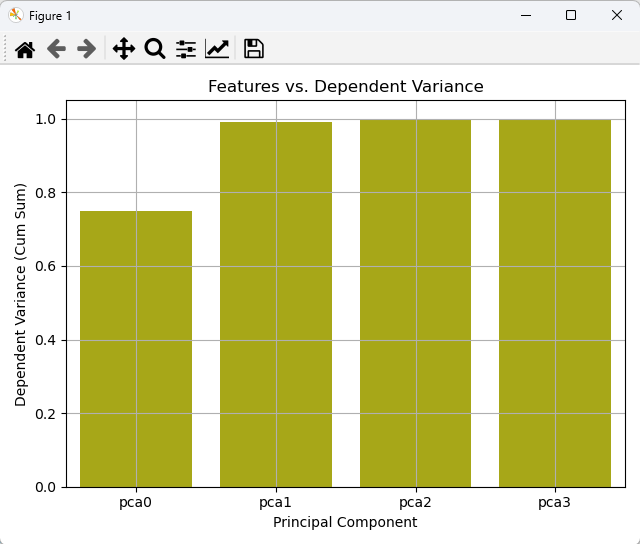 Figure 1
Features vs. Dependent Variance
Dependent Variance (Cum Sum)
1.0
0.8
0.6
0.4
0.2
0.0
pca0 pca1 pca2 pca3
Principal Component